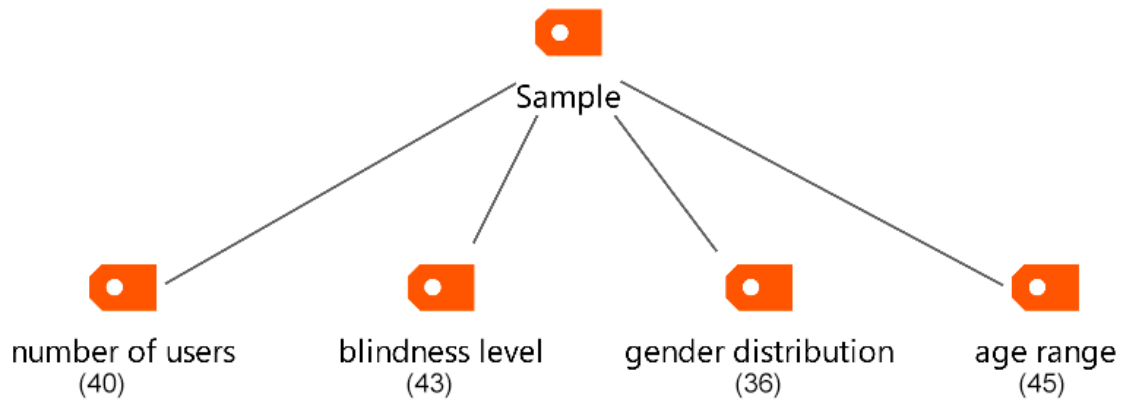 Sample
number of users
(40)
blindness level
(43)
gender distribution
(36)
age range
(45)